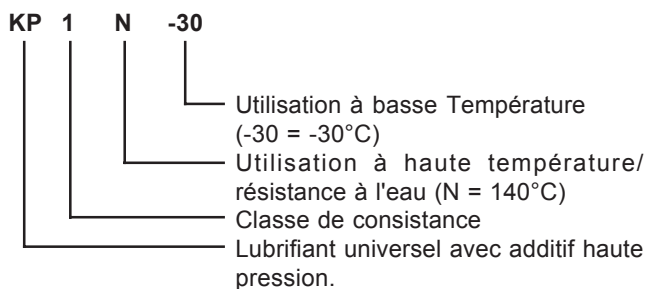 KP 1 N -30
Utilisation à basse Température
(-30 = -30°C)
Utilisation à haute température/
résistance à l'eau (N = 140°C)
Classe de consistance
Lubrifiant universel avec additif haute
pression.